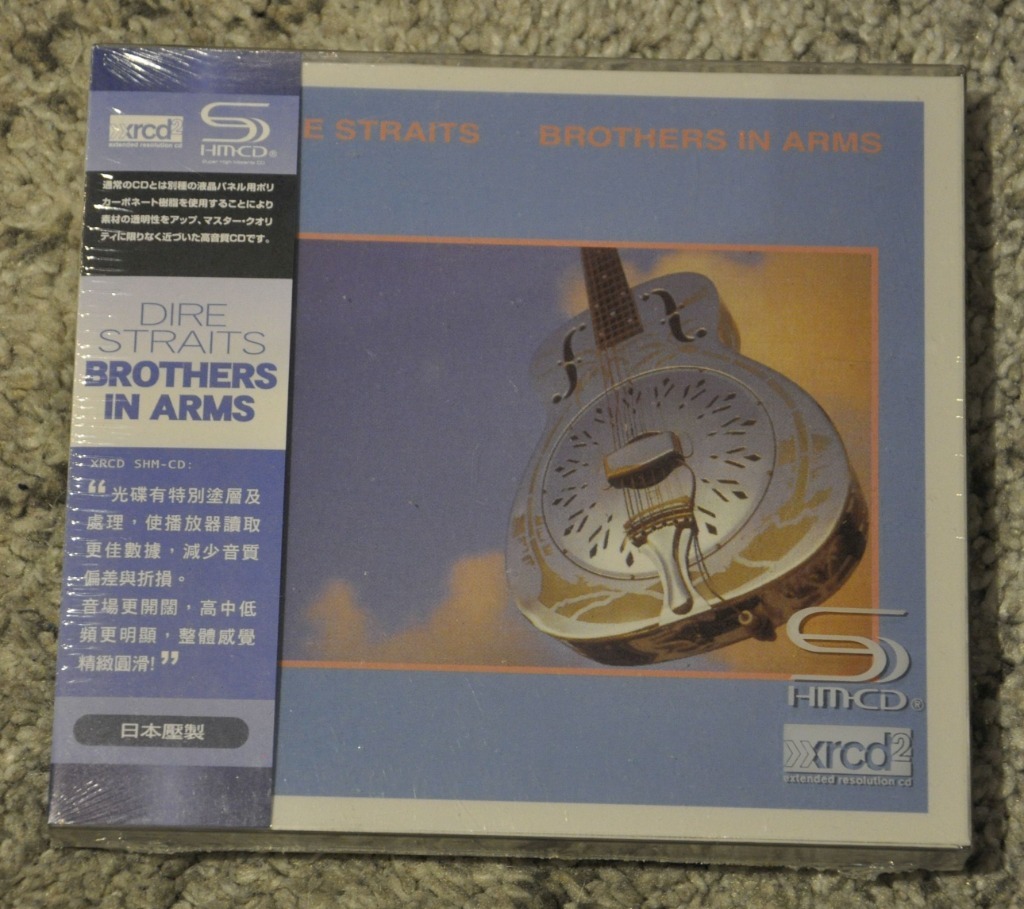 xrcd2
extended resolution cd
SHM-CD®
Super High Material CD
通常のCDとは別種の液晶パネル用ポリ
カーボネート樹脂を使用することにより
素材の透明性をアップ、マスター・クオリ
ティに限りなく近づいた高音質CDです。
DIRE
STRAITS
BROTHERS
IN ARMS
XRCD SHM-CD:
“光碟有特別塗層及
處理，使播放器讀取
更佳數據，減少音質
偏差與折損。
音場更開闊，高中低
頻更明顯，整體感覺
精緻圓滑!”
日本壓製
E STRAITS BROTHERS IN ARMS
SHM-CD®
xrcd2
extended resolution cd